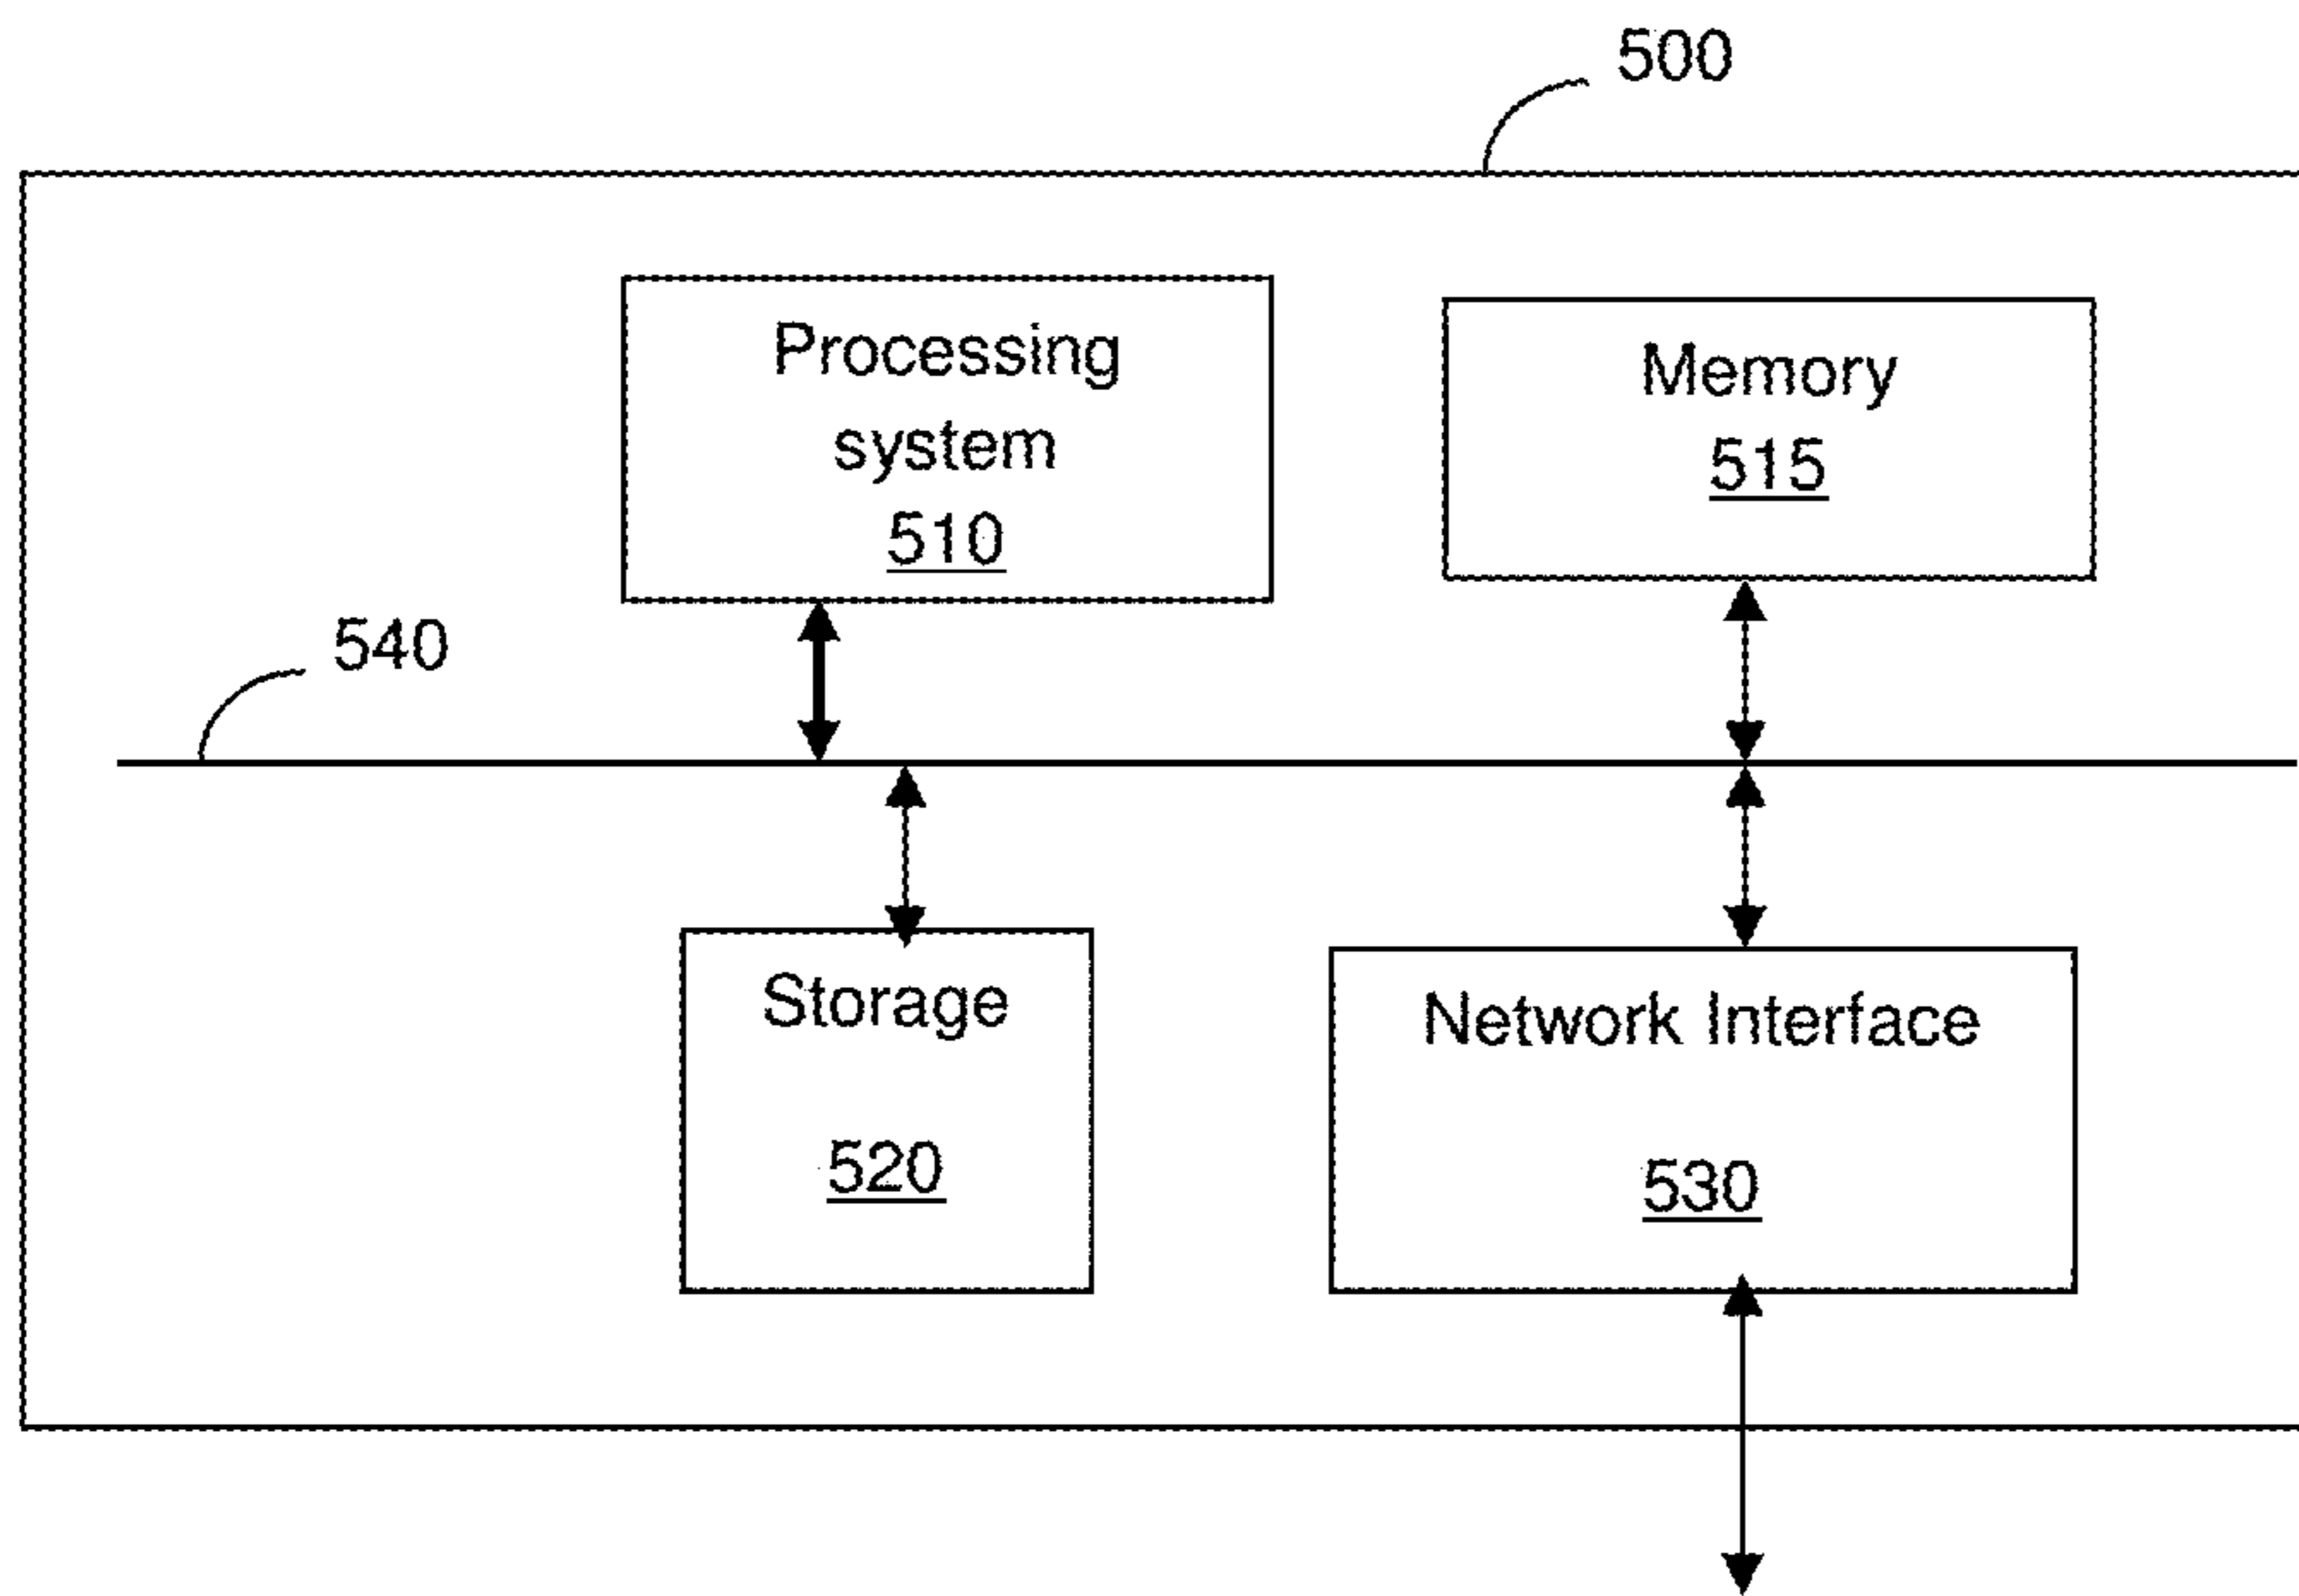 500
Processing
system
510
Memory
515
540
Storage
520
Network Interface
530